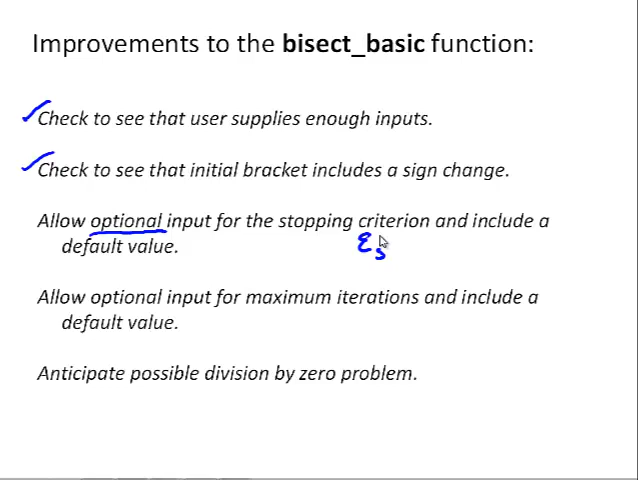 Improvements to the bisect_basic function:
Check to see that user supplies enough inputs.
Check to see that initial bracket includes a sign change.
Allow optional input for the stopping criterion and include a
default value.
εs
Allow optional input for maximum iterations and include a
default value.
Anticipate possible division by zero problem.